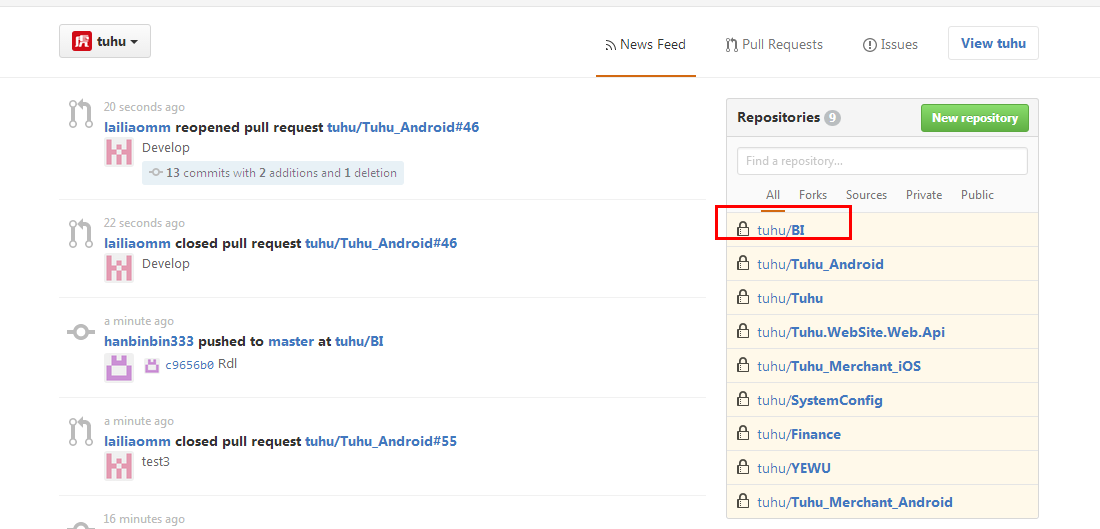 tuhu
News Feed
Pull Requests
Issues
View tuhu
20 seconds ago
lailiaomm reopened pull request tuhu/Tuhu_Android#46
Develop
13 commits with 2 additions and 1 deletion
22 seconds ago
lailiaomm closed pull request tuhu/Tuhu_Android#46
Develop
a minute ago
hanbinbin333 pushed to master at tuhu/BI
c9656b0 Rdl
a minute ago
lailiaomm closed pull request tuhu/Tuhu_Android#55
test3
16 minutes ago
Repositories 9
New repository
Find a repository...
All Forks Sources Private Public
tuhu/BI
tuhu/Tuhu_Android
tuhu/Tuhu
tuhu/Tuhu.WebSite.Web.Api
tuhu/Tuhu_Merchant_iOS
tuhu/SystemConfig
tuhu/Finance
tuhu/YEWU
tuhu/Tuhu_Merchant_Android